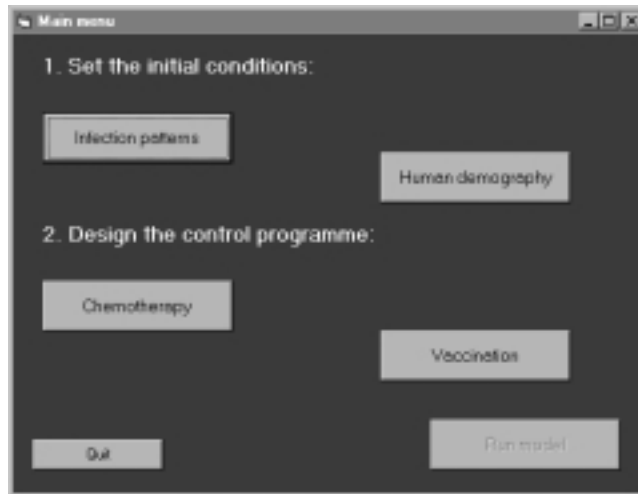 Main menu
1. Set the initial conditions:
Infection patterns
Human demography
2. Design the control programme:
Chemotherapy
Vaccination
Run model
Quit